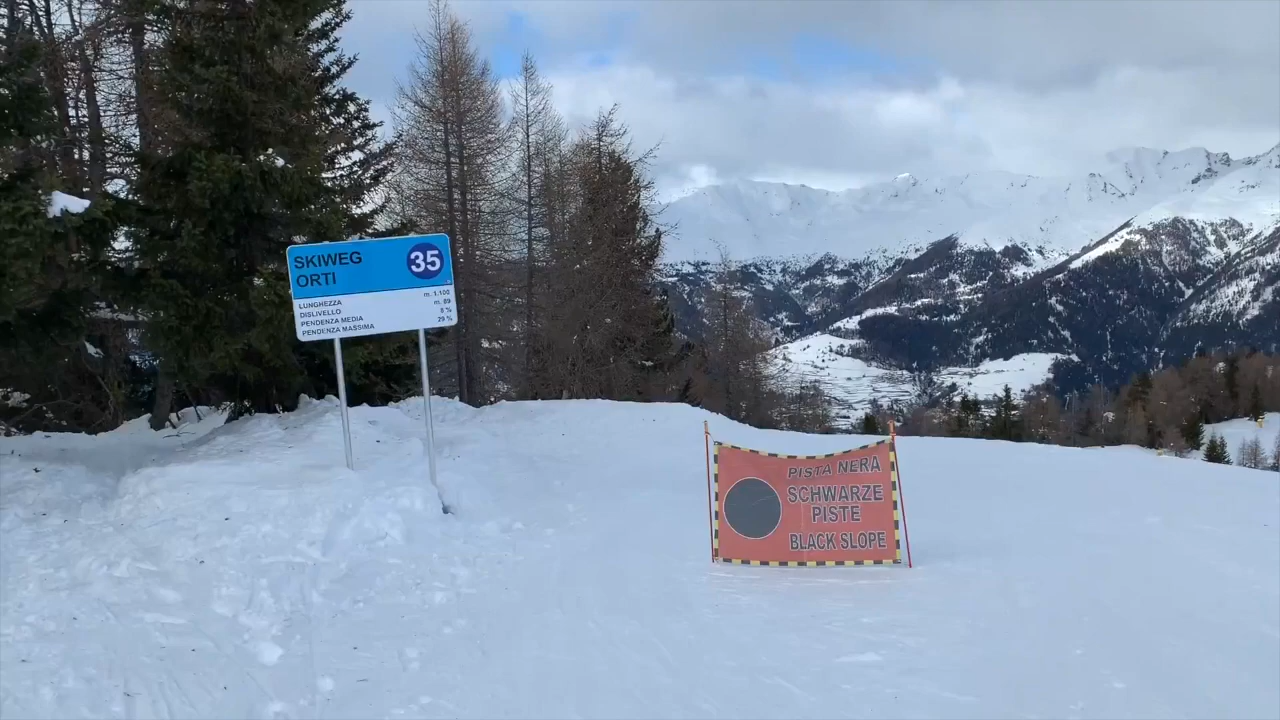 SKIWEG
ORTI
35
LUNGHEZZA m. 1.100
DISLIVELLO m. 89
PENDENZA MEDIA 8 %
PENDENZA MASSIMA 29 %
PISTA NERA
SCHWARZE
PISTE
BLACK SLOPE